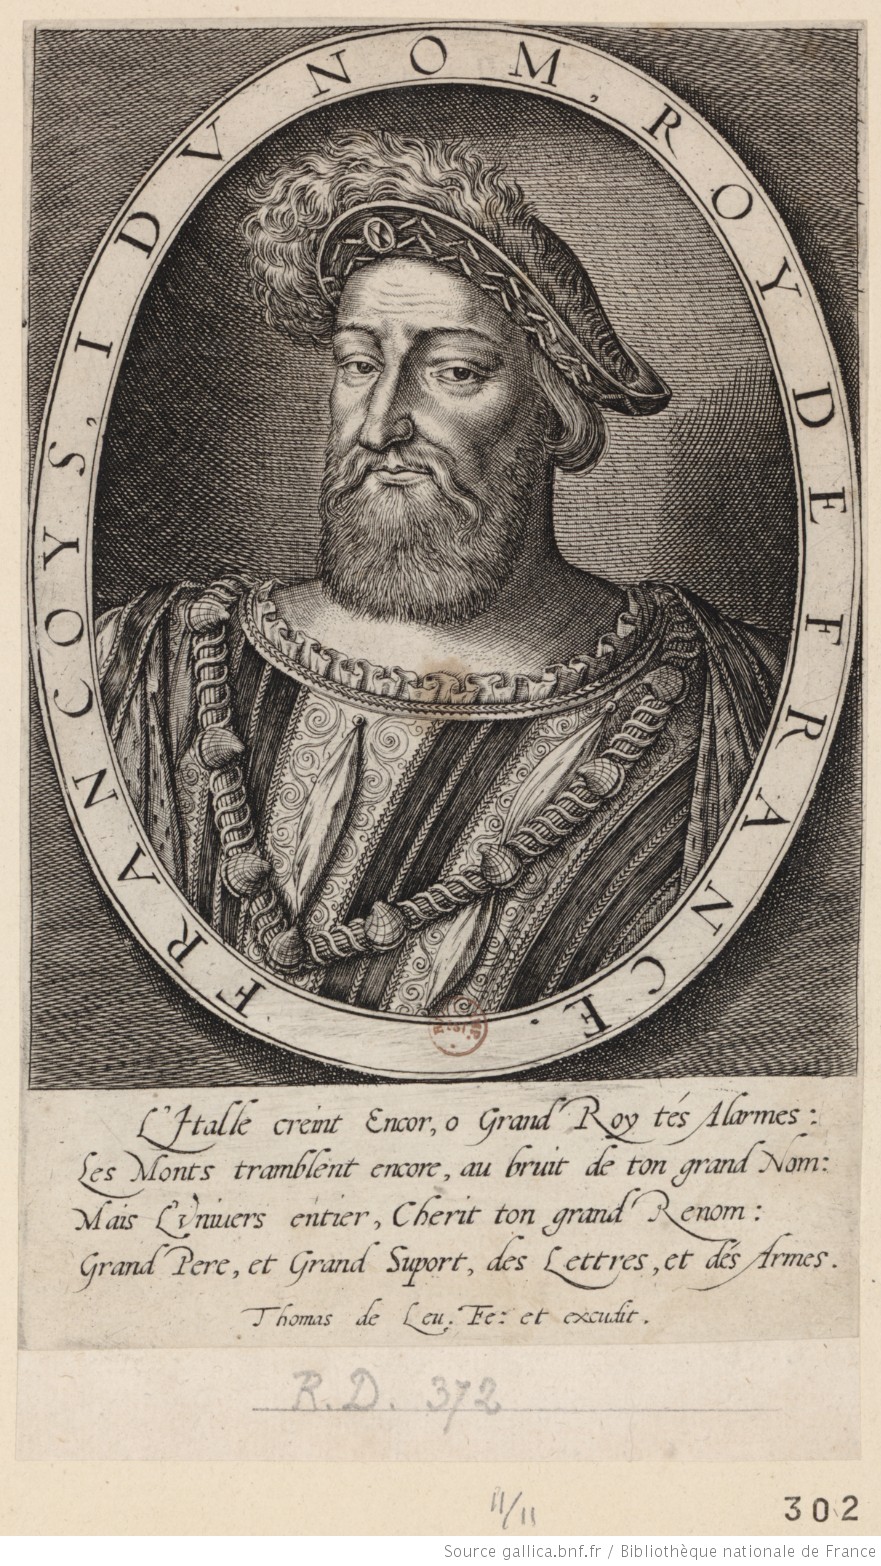 FRANCOYS, I DV NOM, ROY DE FRANCE.
L'Italle creint Encor, o Grand Roy tés Alarmes:
Les Monts tramblent encore, au bruit de ton grand Nom:
Mais L'Vniuers entier, Cherit ton grand Renom:
Grand Pere, et Grand Suport, des Lettres, et dés Armes.
Thomas de Leu. Fe: et excudit.
R.D. 372
11/11
302
Source gallica.bnf.fr / Bibliothèque nationale de France